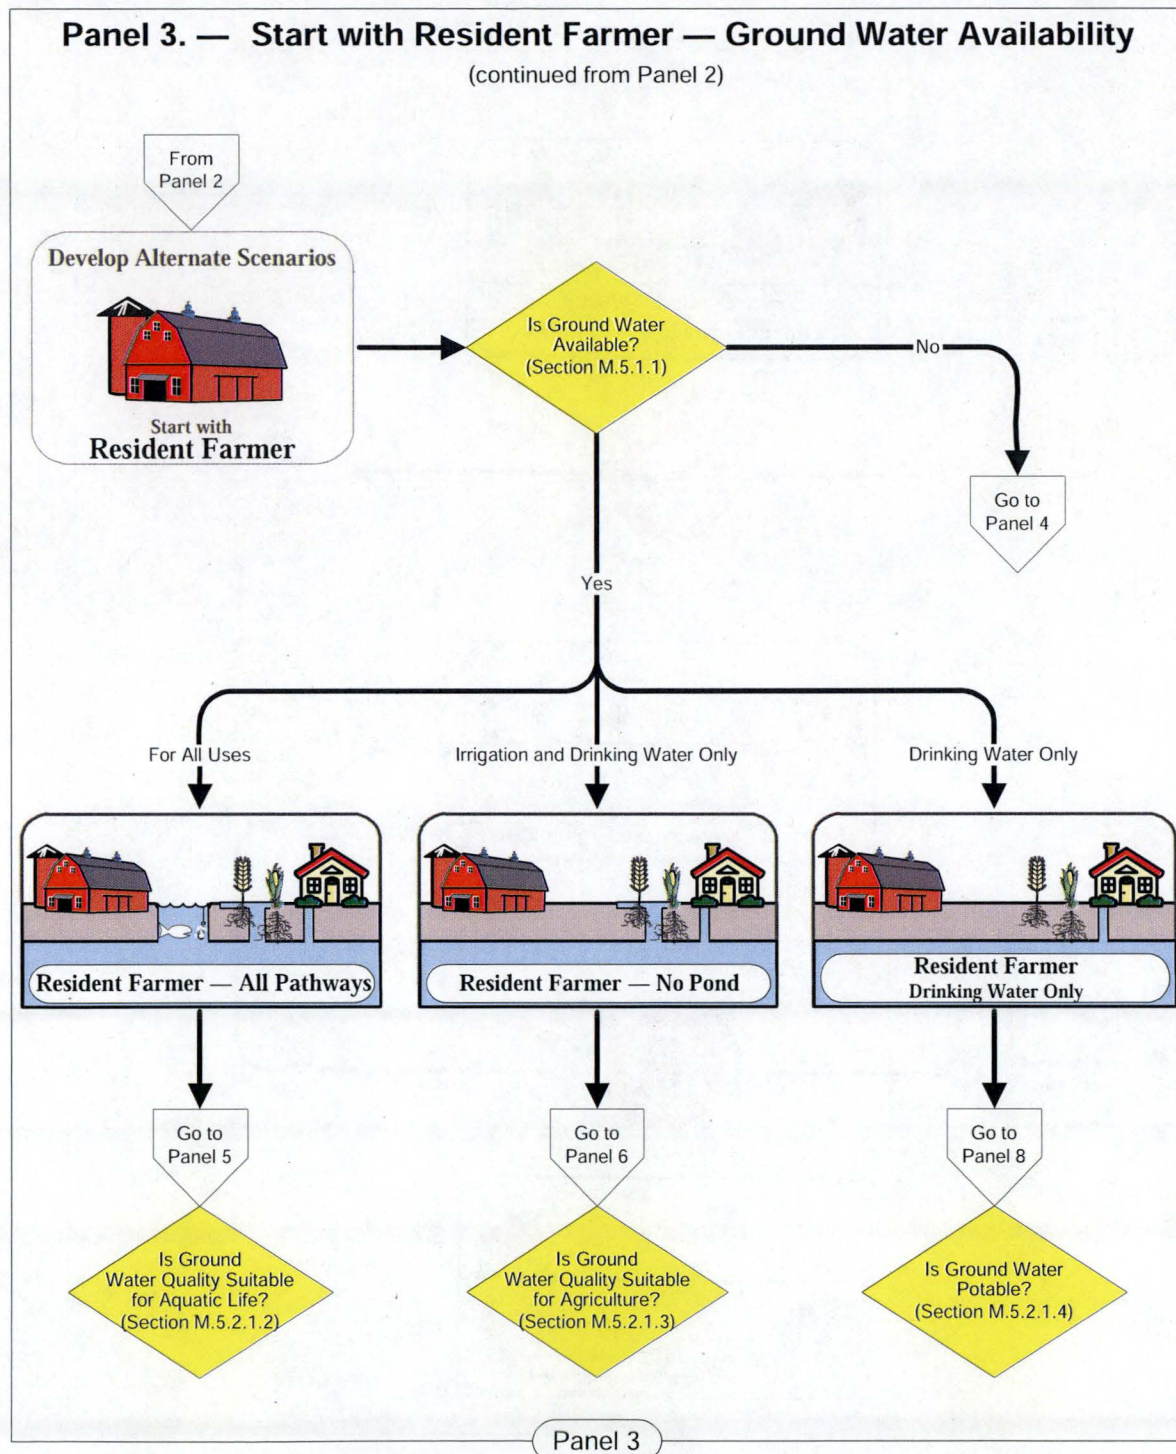 Panel 3. — Start with Resident Farmer — Ground Water Availability
(continued from Panel 2)
From
Panel 2
Develop Alternate Scenarios
Start with
Resident Farmer
Is Ground Water
Available?
(Section M.5.1.1)
No
Go to
Panel 4
Yes
For All Uses
Irrigation and Drinking Water Only
Drinking Water Only
Resident Farmer — All Pathways
Resident Farmer — No Pond
Resident Farmer
Drinking Water Only
Go to
Panel 5
Go to
Panel 6
Go to
Panel 8
Is Ground
Water Quality Suitable
for Aquatic Life?
(Section M.5.2.1.2)
Is Ground
Water Quality Suitable
for Agriculture?
(Section M.5.2.1.3)
Is Ground Water
Potable?
(Section M.5.2.1.4)
Panel 3